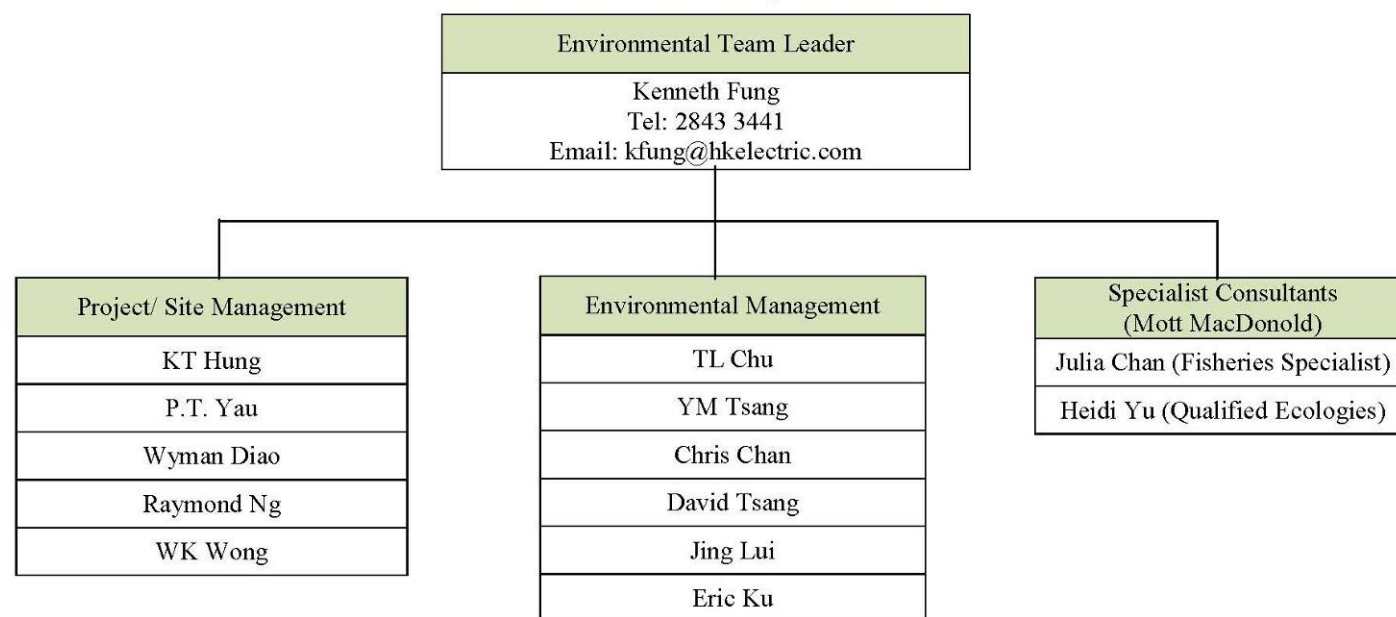 Environmental Team Leader
Kenneth Fung
Tel: 2843 3441
Email: kfung@hkelectric.com
Project/ Site Management
KT Hung
P.T. Yau
Wyman Diao
Raymond Ng
WK Wong
Environmental Management
TL Chu
YM Tsang
Chris Chan
David Tsang
Jing Lui
Eric Ku
Specialist Consultants
(Mott MacDonold)
Julia Chan (Fisheries Specialist)
Heidi Yu (Qualified Ecologies)